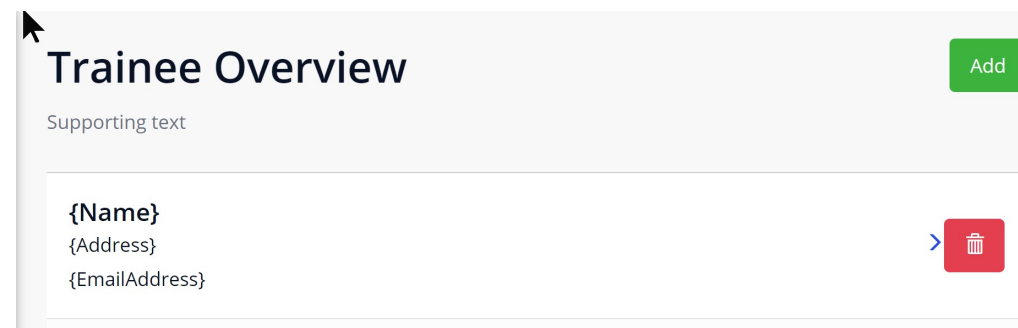 Trainee Overview
Add
Supporting text
{Name}
{Address}
{EmailAddress}